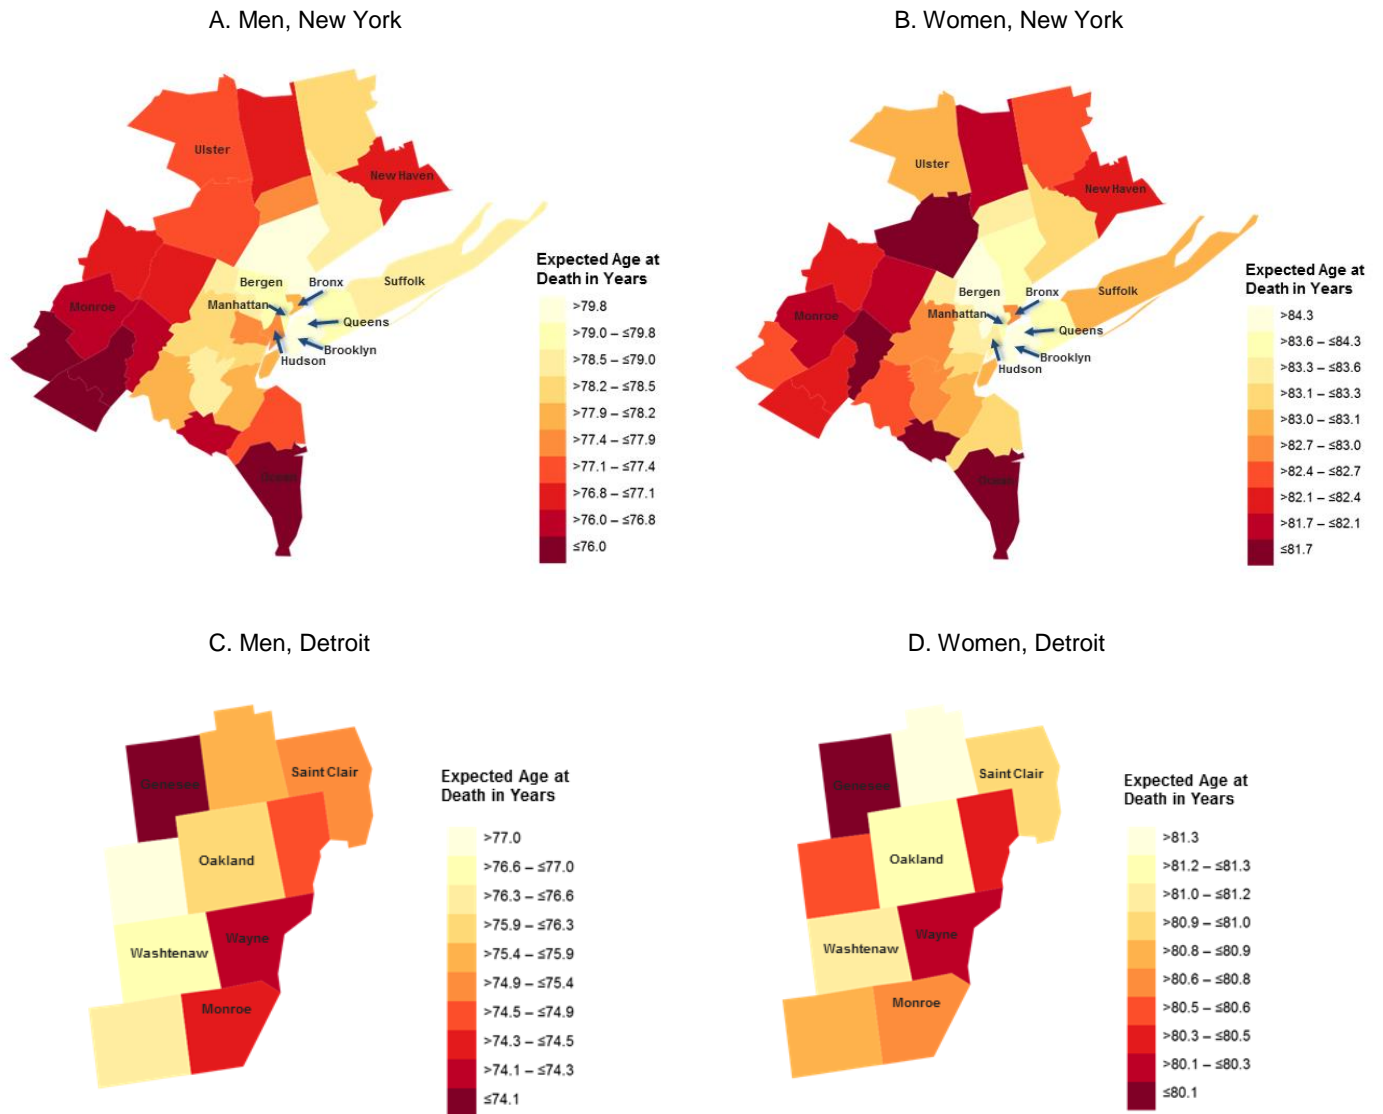 A. Men, New York
Ulster
New Haven
Bergen
Bronx
Suffolk
Manhattan
Monroe
Queens
Brooklyn
Hudson
Ocean
Expected Age at
Death in Years
>79.8
>79.0 – ≤79.8
>78.5 – ≤79.0
>78.2 – ≤78.5
>77.9 – ≤78.2
>77.4 – ≤77.9
>77.1 – ≤77.4
>76.8 – ≤77.1
>76.0 – ≤76.8
≤76.0
B. Women, New York
Ulster
New Haven
Bergen
Bronx
Suffolk
Manhattan
Monroe
Queens
Brooklyn
Hudson
Ocean
Expected Age at
Death in Years
>84.3
>83.6 – ≤84.3
>83.3 – ≤83.6
>83.1 – ≤83.3
>83.0 – ≤83.1
>82.7 – ≤83.0
>82.4 – ≤82.7
>82.1 – ≤82.4
>81.7 – ≤82.1
≤81.7
C. Men, Detroit
Genesee
Saint Clair
Oakland
Washtenaw
Wayne
Monroe
Expected Age at
Death in Years
>77.0
>76.6 – ≤77.0
>76.3 – ≤76.6
>75.9 – ≤76.3
>75.4 – ≤75.9
>74.9 – ≤75.4
>74.5 – ≤74.9
>74.3 – ≤74.5
>74.1 – ≤74.3
≤74.1
D. Women, Detroit
Genesee
Saint Clair
Oakland
Washtenaw
Wayne
Monroe
Expected Age at
Death in Years
>81.3
>81.2 – ≤81.3
>81.0 – ≤81.2
>80.9 – ≤81.0
>80.8 – ≤80.9
>80.6 – ≤80.8
>80.5 – ≤80.6
>80.3 – ≤80.5
>80.1 – ≤80.3
≤80.1